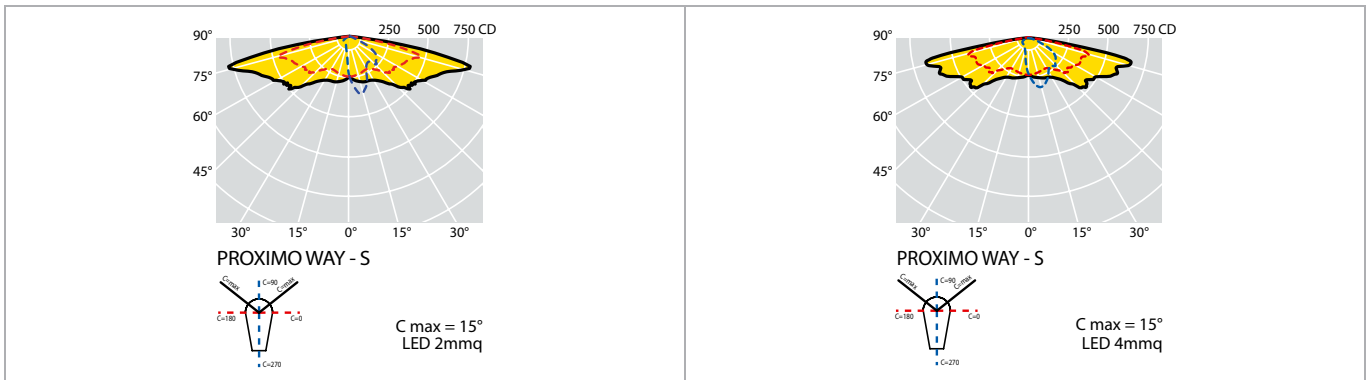 90° 250 500 750 CD
75°
60°
45°
30° 15° 0° 15° 30°
PROXIMO WAY - S
C=max C=90 C=max
C=180 C=0
C=270
C max = 15°
LED 2mmq
90° 250 500 750 CD
75°
60°
45°
30° 15° 0° 15° 30°
PROXIMO WAY - S
C=max C=90 C=max
C=180 C=0
C=270
C max = 15°
LED 4mmq